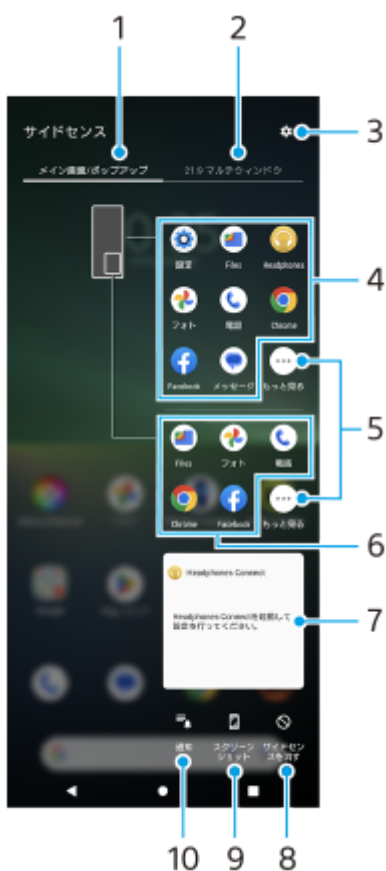 1
2
サイドセンス
3
メイン画面/ポップアップ
21:9マルチウィンドウ
設定
Files
Headphones
4
フォト
電話
Chrome
Facebook
メッセージ
もっと見る
5
Files
フォト
電話
Chrome
Facebook
もっと見る
6
Headphones Connect
Headphones Connectを起動して
設定を行ってください。
7
通知
スクリーン
ショット
サイドセン
スを消す
10
9
8